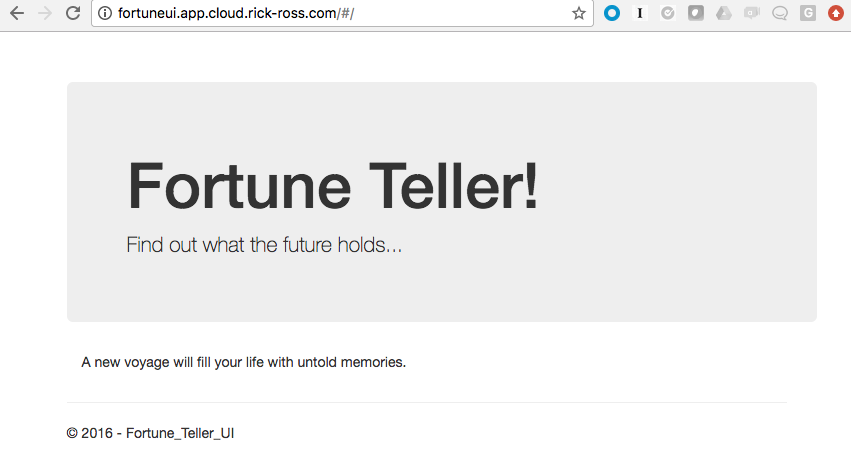 fortuneui.app.cloud.rick-ross.com/#/
Fortune Teller!
Find out what the future holds...
A new voyage will fill your life with untold memories.
© 2016 - Fortune_Teller_UI